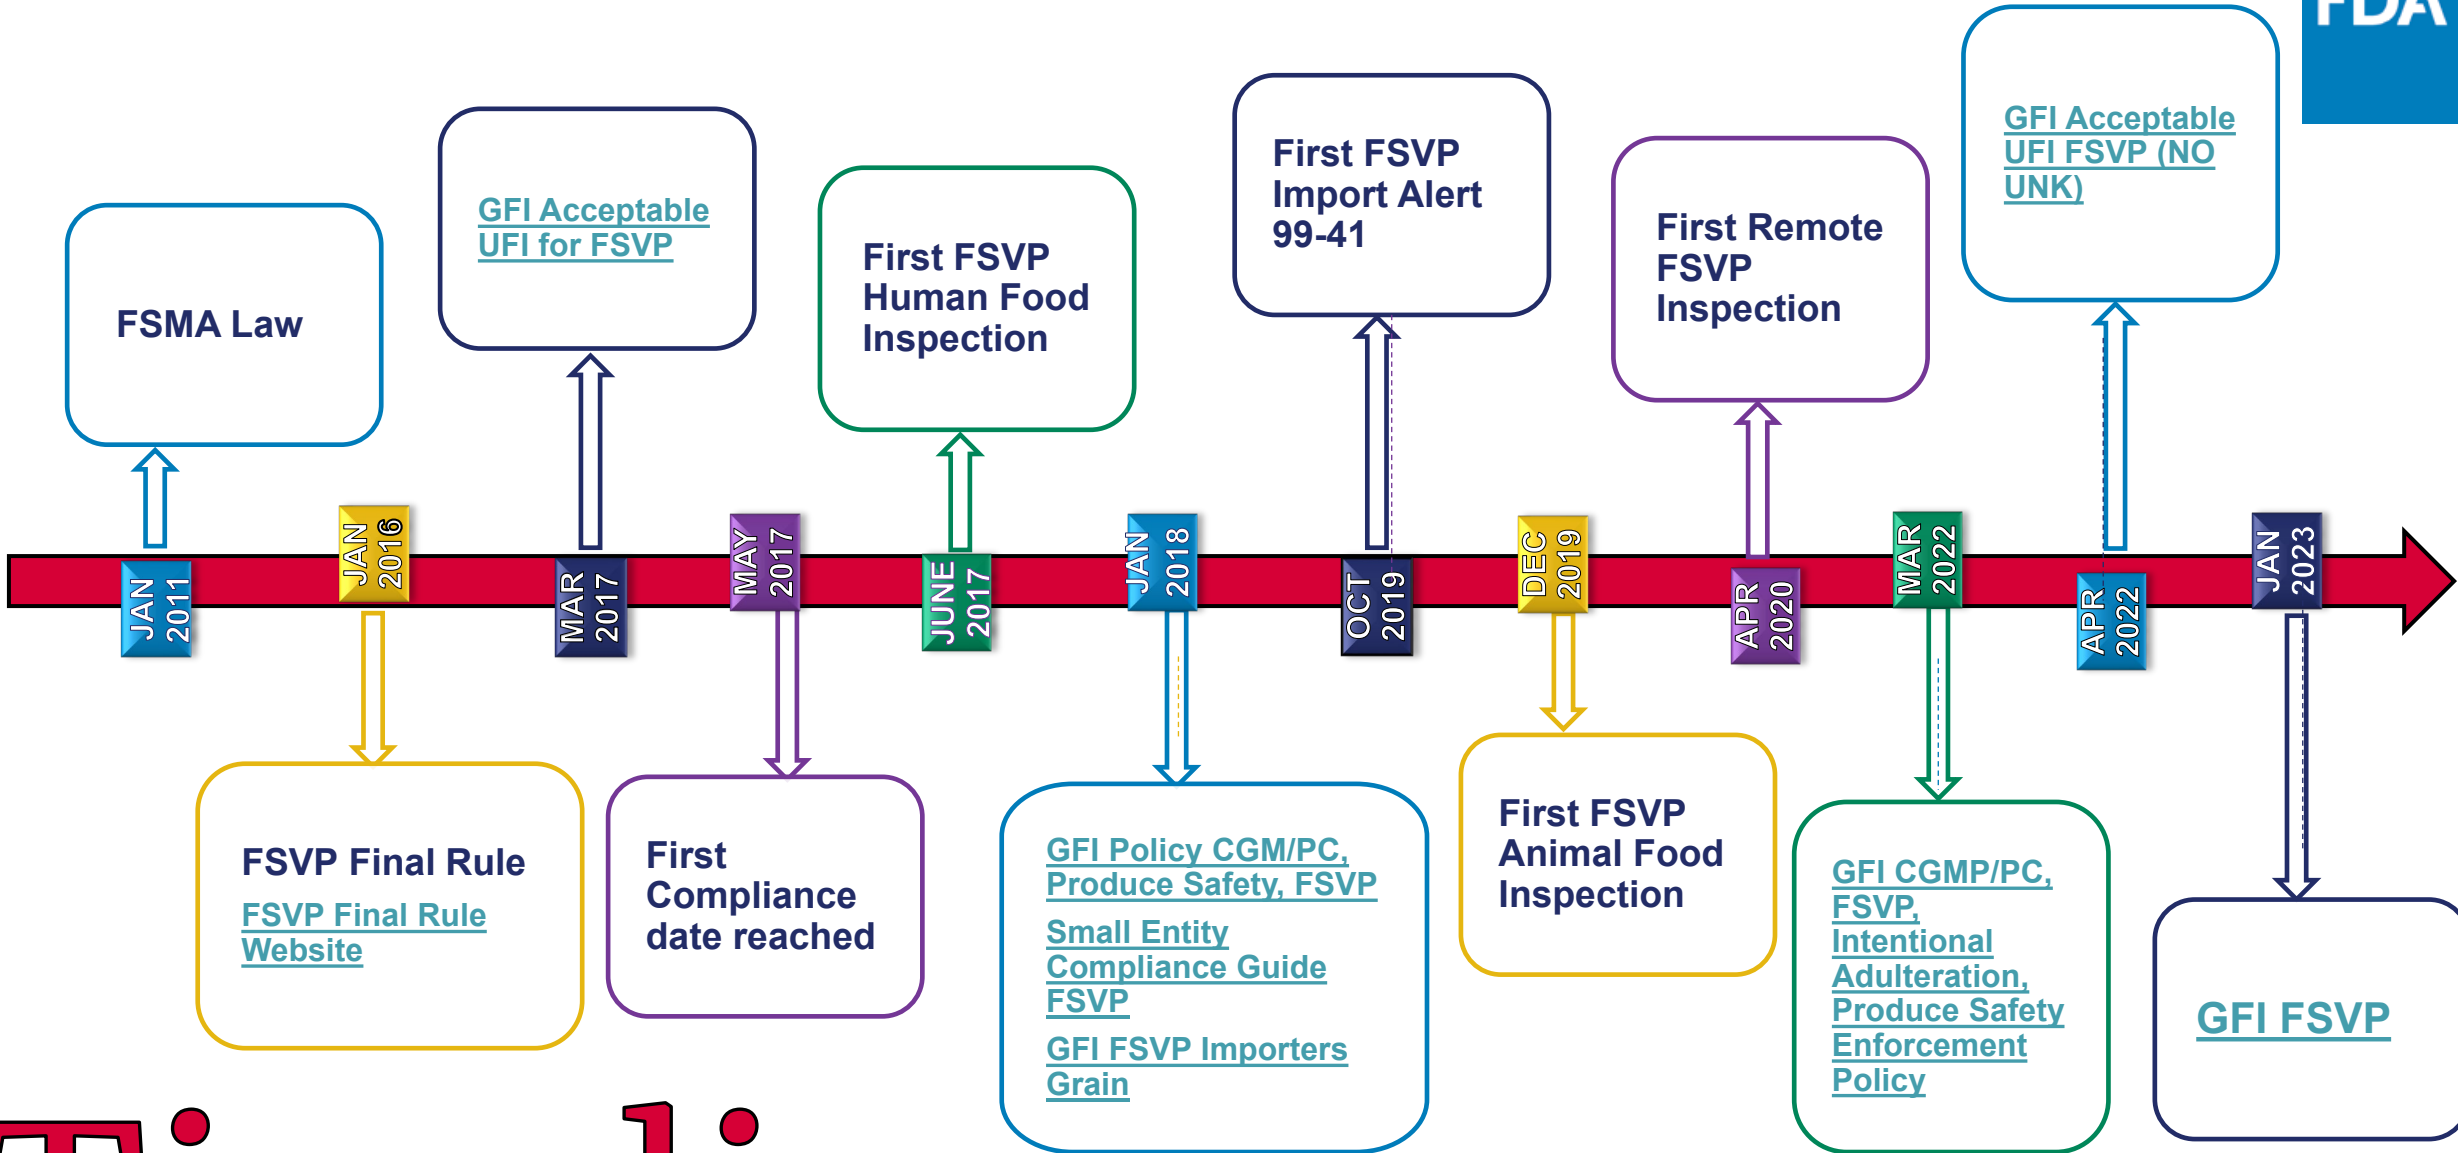 FDA
GFI Acceptable
UFI FSVP (NO
UNK)
First FSVP
Import Alert
99-41
GFI Acceptable
UFI for FSVP
First Remote
FSVP
Inspection
First FSVP
Human Food
Inspection
FSMA Law
JAN
2011
JAN
2016
MAR
2017
MAY
2017
JUNE
2017
JAN
2018
OCT
2019
DEC
2019
APR
2020
MAR
2022
APR
2022
JAN
2023
FSVP Final Rule
FSVP Final Rule
Website
First
Compliance
date reached
GFI Policy CGM/PC,
Produce Safety, FSVP
Small Entity
Compliance Guide
FSVP
GFI FSVP Importers
Grain
First FSVP
Animal Food
Inspection
GFI CGMP/PC,
FSVP,
Intentional
Adulteration,
Produce Safety
Enforcement
Policy
GFI FSVP